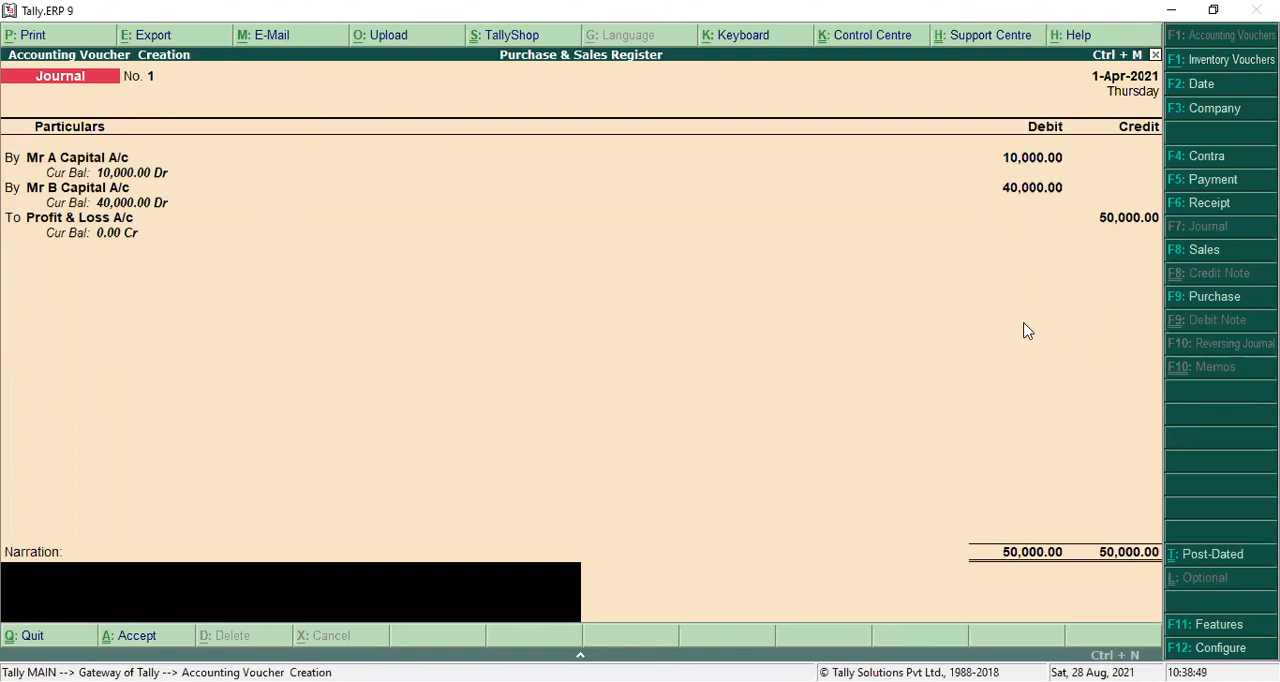 Tally.ERP 9
P: Print E: Export M: E-Mail O: Upload S: TallyShop G: Language K: Keyboard K: Control Centre H: Support Centre H: Help
Accounting Voucher Creation Purchase & Sales Register Ctrl + M
Journal No. 1 1-Apr-2021
Thursday
Particulars Debit Credit
By Mr A Capital A/c 10,000.00
Cur Bal: 10,000.00 Dr
By Mr B Capital A/c 40,000.00
Cur Bal: 40,000.00 Dr
To Profit & Loss A/c 50,000.00
Cur Bal: 0.00 Cr
Narration: 50,000.00 50,000.00
Q: Quit A: Accept D: Delete X: Cancel
Ctrl + N
Tally MAIN --> Gateway of Tally --> Accounting Voucher Creation © Tally Solutions Pvt Ltd., 1988-2018 Sat, 28 Aug, 2021 10:38:49
F1: Accounting Vouchers
F1: Inventory Vouchers
F2: Date
F3: Company
F4: Contra
F5: Payment
F6: Receipt
F7: Journal
F8: Sales
F8: Credit Note
F9: Purchase
F9: Debit Note
F10: Reversing Journal
F10: Memos
T: Post-Dated
L: Optional
F11: Features
F12: Configure